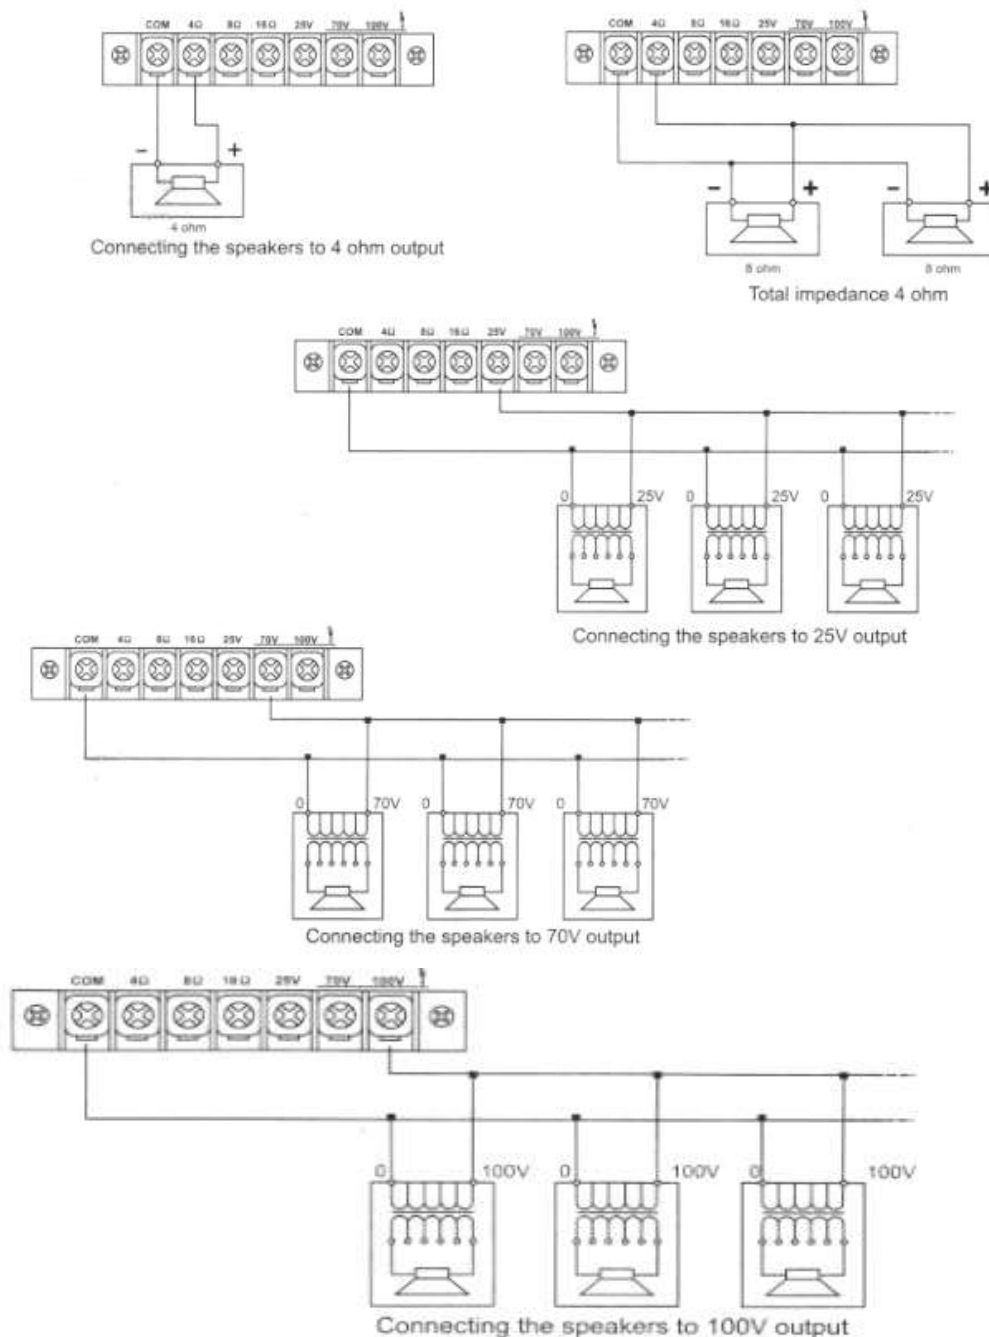 COM 4Ω 8Ω 16Ω 25V 70V 100V
- +
4 ohm
Connecting the speakers to 4 ohm output
COM 4Ω 8Ω 16Ω 25V 70V 100V
- + - +
8 ohm 8 ohm
Total impedance 4 ohm
COM 4Ω 8Ω 16Ω 25V 70V 100V
0 25V 0 25V 0 25V
Connecting the speakers to 25V output
COM 4Ω 8Ω 16Ω 25V 70V 100V
0 70V 0 70V 0 70V
Connecting the speakers to 70V output
COM 4Ω 8Ω 16Ω 25V 70V 100V
0 100V 0 100V 0 100V
Connecting the speakers to 100V output